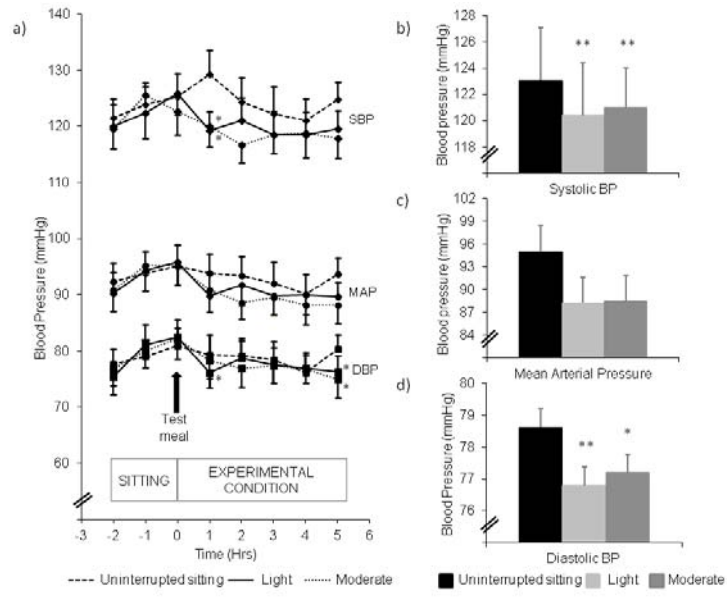 a)
Blood Pressure (mmHg)
140
130
120
110
100
90
80
70
60
SBP
MAP
DBP
*
*
*
*
*
Test
meal
SITTING
EXPERIMENTAL
CONDITION
-3 -2 -1 0 1 2 3 4 5 6
Time (Hrs)
Uninterrupted sitting Light Moderate
b)
Blood pressure (mmHg)
128
126
124
122
120
118
** **
Systolic BP
c)
Blood Pressure (mmHg)
102
99
96
93
90
87
84
Mean Arterial Pressure
d)
Blood Pressure (mmHg)
80
79
78
77
76
** *
Diastolic BP
Uninterrupted sitting Light Moderate